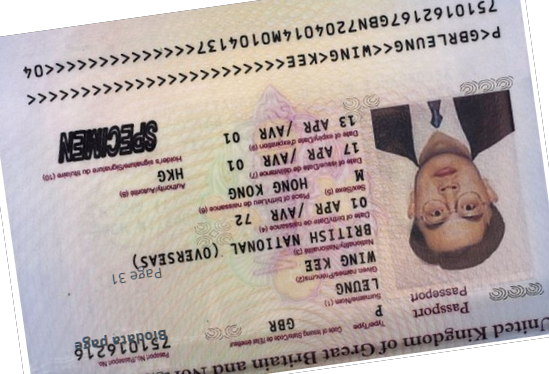 United Kingdom of Great Britain and No
Passport
Passeport
Type/Type
P
Code of Issuing State/Code de l'Etat émetteur
GBR
Passport No./Passeport No.
751016216
Biodata page
Surname/Nom (1)
LEUNG
Given names/Prénoms (2)
WING KEE
Page 31
Nationality/Nationalité (3)
BRITISH NATIONAL (OVERSEAS)
Date of birth/Date de naissance (4)
01 APR /AVR 72
Sex/Sexe (5)
M
Place of birth/Lieu de naissance (6)
HONG KONG
Date of issue/Date de délivrance (7)
17 APR /AVR 01
Authority/Autorité (8)
HKG
Date of expiry/Date d'expiration (9)
13 APR /AVR 01
Holder's signature/Signature du titulaire (10)
SPECIMEN
P<GBRLEUNG<<WING<KEE<<<<<<<<<<<<<<<<<<<<<<<<
7510162167GBN7204014M0104137<<<<<<<<<<<<<<04